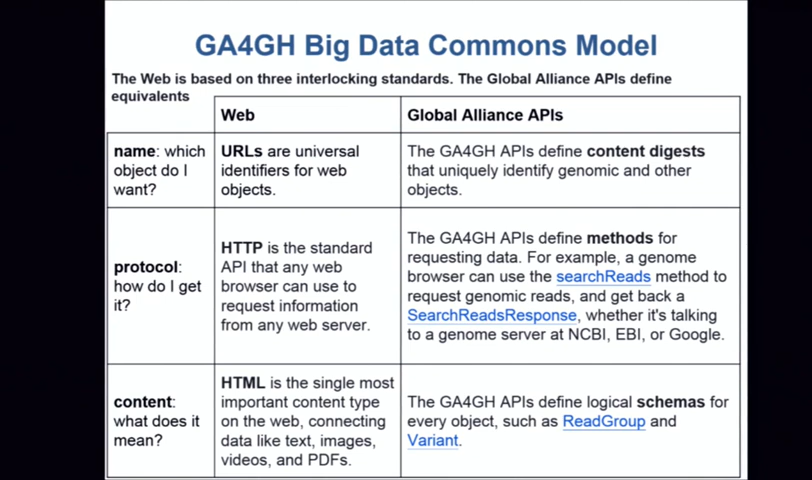 GA4GH Big Data Commons Model
The Web is based on three interlocking standards. The Global Alliance APIs define
equivalents
Web
Global Alliance APIs
name: which
object do I
want?
URLs are universal
identifiers for web
objects.
The GA4GH APIs define content digests
that uniquely identify genomic and other
objects.
protocol:
how do I get
it?
HTTP is the standard
API that any web
browser can use to
request information
from any web server.
The GA4GH APIs define methods for
requesting data. For example, a genome
browser can use the searchReads method to
request genomic reads, and get back a
SearchReadsResponse, whether it's talking
to a genome server at NCBI, EBI, or Google.
content:
what does it
mean?
HTML is the single most
important content type
on the web, connecting
data like text, images,
videos, and PDFs.
The GA4GH APIs define logical schemas for
every object, such as ReadGroup and
Variant.